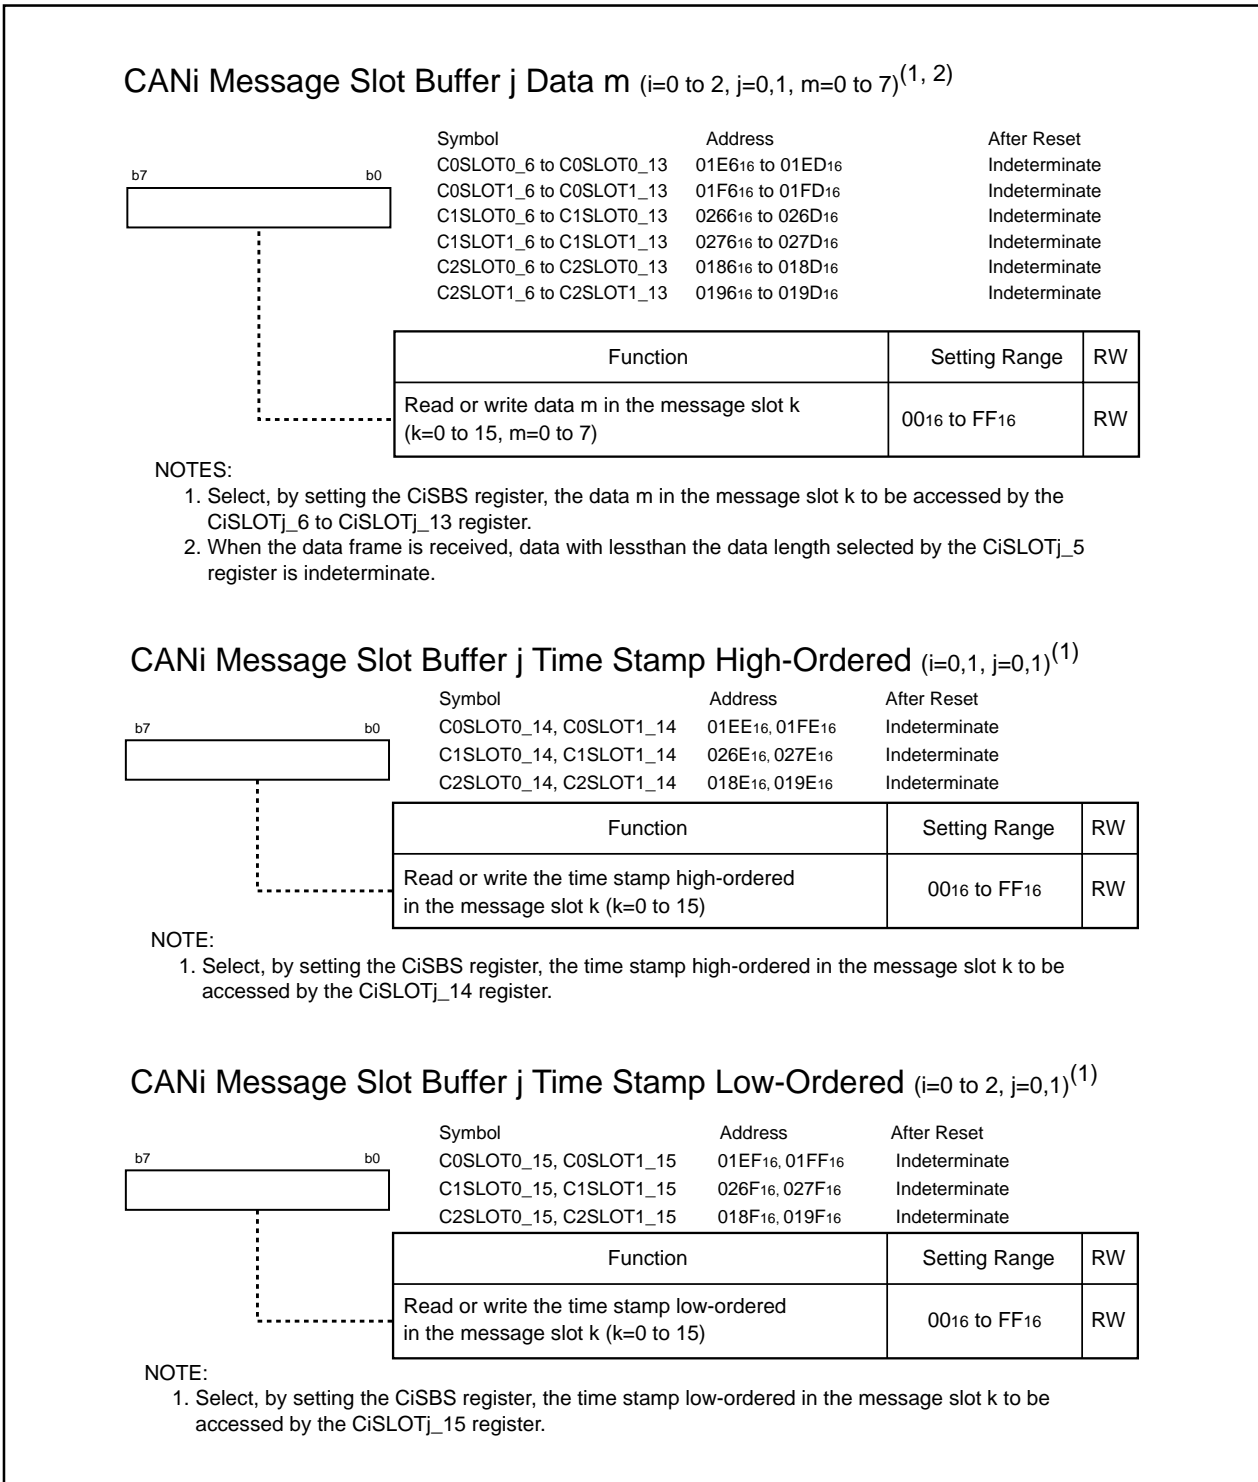 CANi Message Slot Buffer j Data m (i=0 to 2, j=0,1, m=0 to 7)(1, 2)
Symbol Address After Reset
C0SLOT0_6 to C0SLOT0_13 01E616 to 01ED16 Indeterminate
C0SLOT1_6 to C0SLOT1_13 01F616 to 01FD16 Indeterminate
C1SLOT0_6 to C1SLOT0_13 026616 to 026D16 Indeterminate
C1SLOT1_6 to C1SLOT1_13 027616 to 027D16 Indeterminate
C2SLOT0_6 to C2SLOT0_13 018616 to 018D16 Indeterminate
C2SLOT1_6 to C2SLOT1_13 019616 to 019D16 Indeterminate
b7 b0
Function Setting Range RW
Read or write data m in the message slot k
(k=0 to 15, m=0 to 7)
0016 to FF16 RW
NOTES:
1. Select, by setting the CiSBS register, the data m in the message slot k to be accessed by the
CiSLOTj_6 to CiSLOTj_13 register.
2. When the data frame is received, data with lessthan the data length selected by the CiSLOTj_5
register is indeterminate.
CANi Message Slot Buffer j Time Stamp High-Ordered (i=0,1, j=0,1)(1)
Symbol Address After Reset
C0SLOT0_14, C0SLOT1_14 01EE16, 01FE16 Indeterminate
C1SLOT0_14, C1SLOT1_14 026E16, 027E16 Indeterminate
C2SLOT0_14, C2SLOT1_14 018E16, 019E16 Indeterminate
b7 b0
Function Setting Range RW
Read or write the time stamp high-ordered
in the message slot k (k=0 to 15)
0016 to FF16 RW
NOTE:
1. Select, by setting the CiSBS register, the time stamp high-ordered in the message slot k to be
accessed by the CiSLOTj_14 register.
CANi Message Slot Buffer j Time Stamp Low-Ordered (i=0 to 2, j=0,1)(1)
Symbol Address After Reset
b7 b0
C0SLOT0_15, C0SLOT1_15 01EF16, 01FF16 Indeterminate
C1SLOT0_15, C1SLOT1_15 026F16, 027F16 Indeterminate
C2SLOT0_15, C2SLOT1_15 018F16, 019F16 Indeterminate
Function Setting Range RW
Read or write the time stamp low-ordered
in the message slot k (k=0 to 15)
0016 to FF16 RW
NOTE:
1. Select, by setting the CiSBS register, the time stamp low-ordered in the message slot k to be
accessed by the CiSLOTj_15 register.